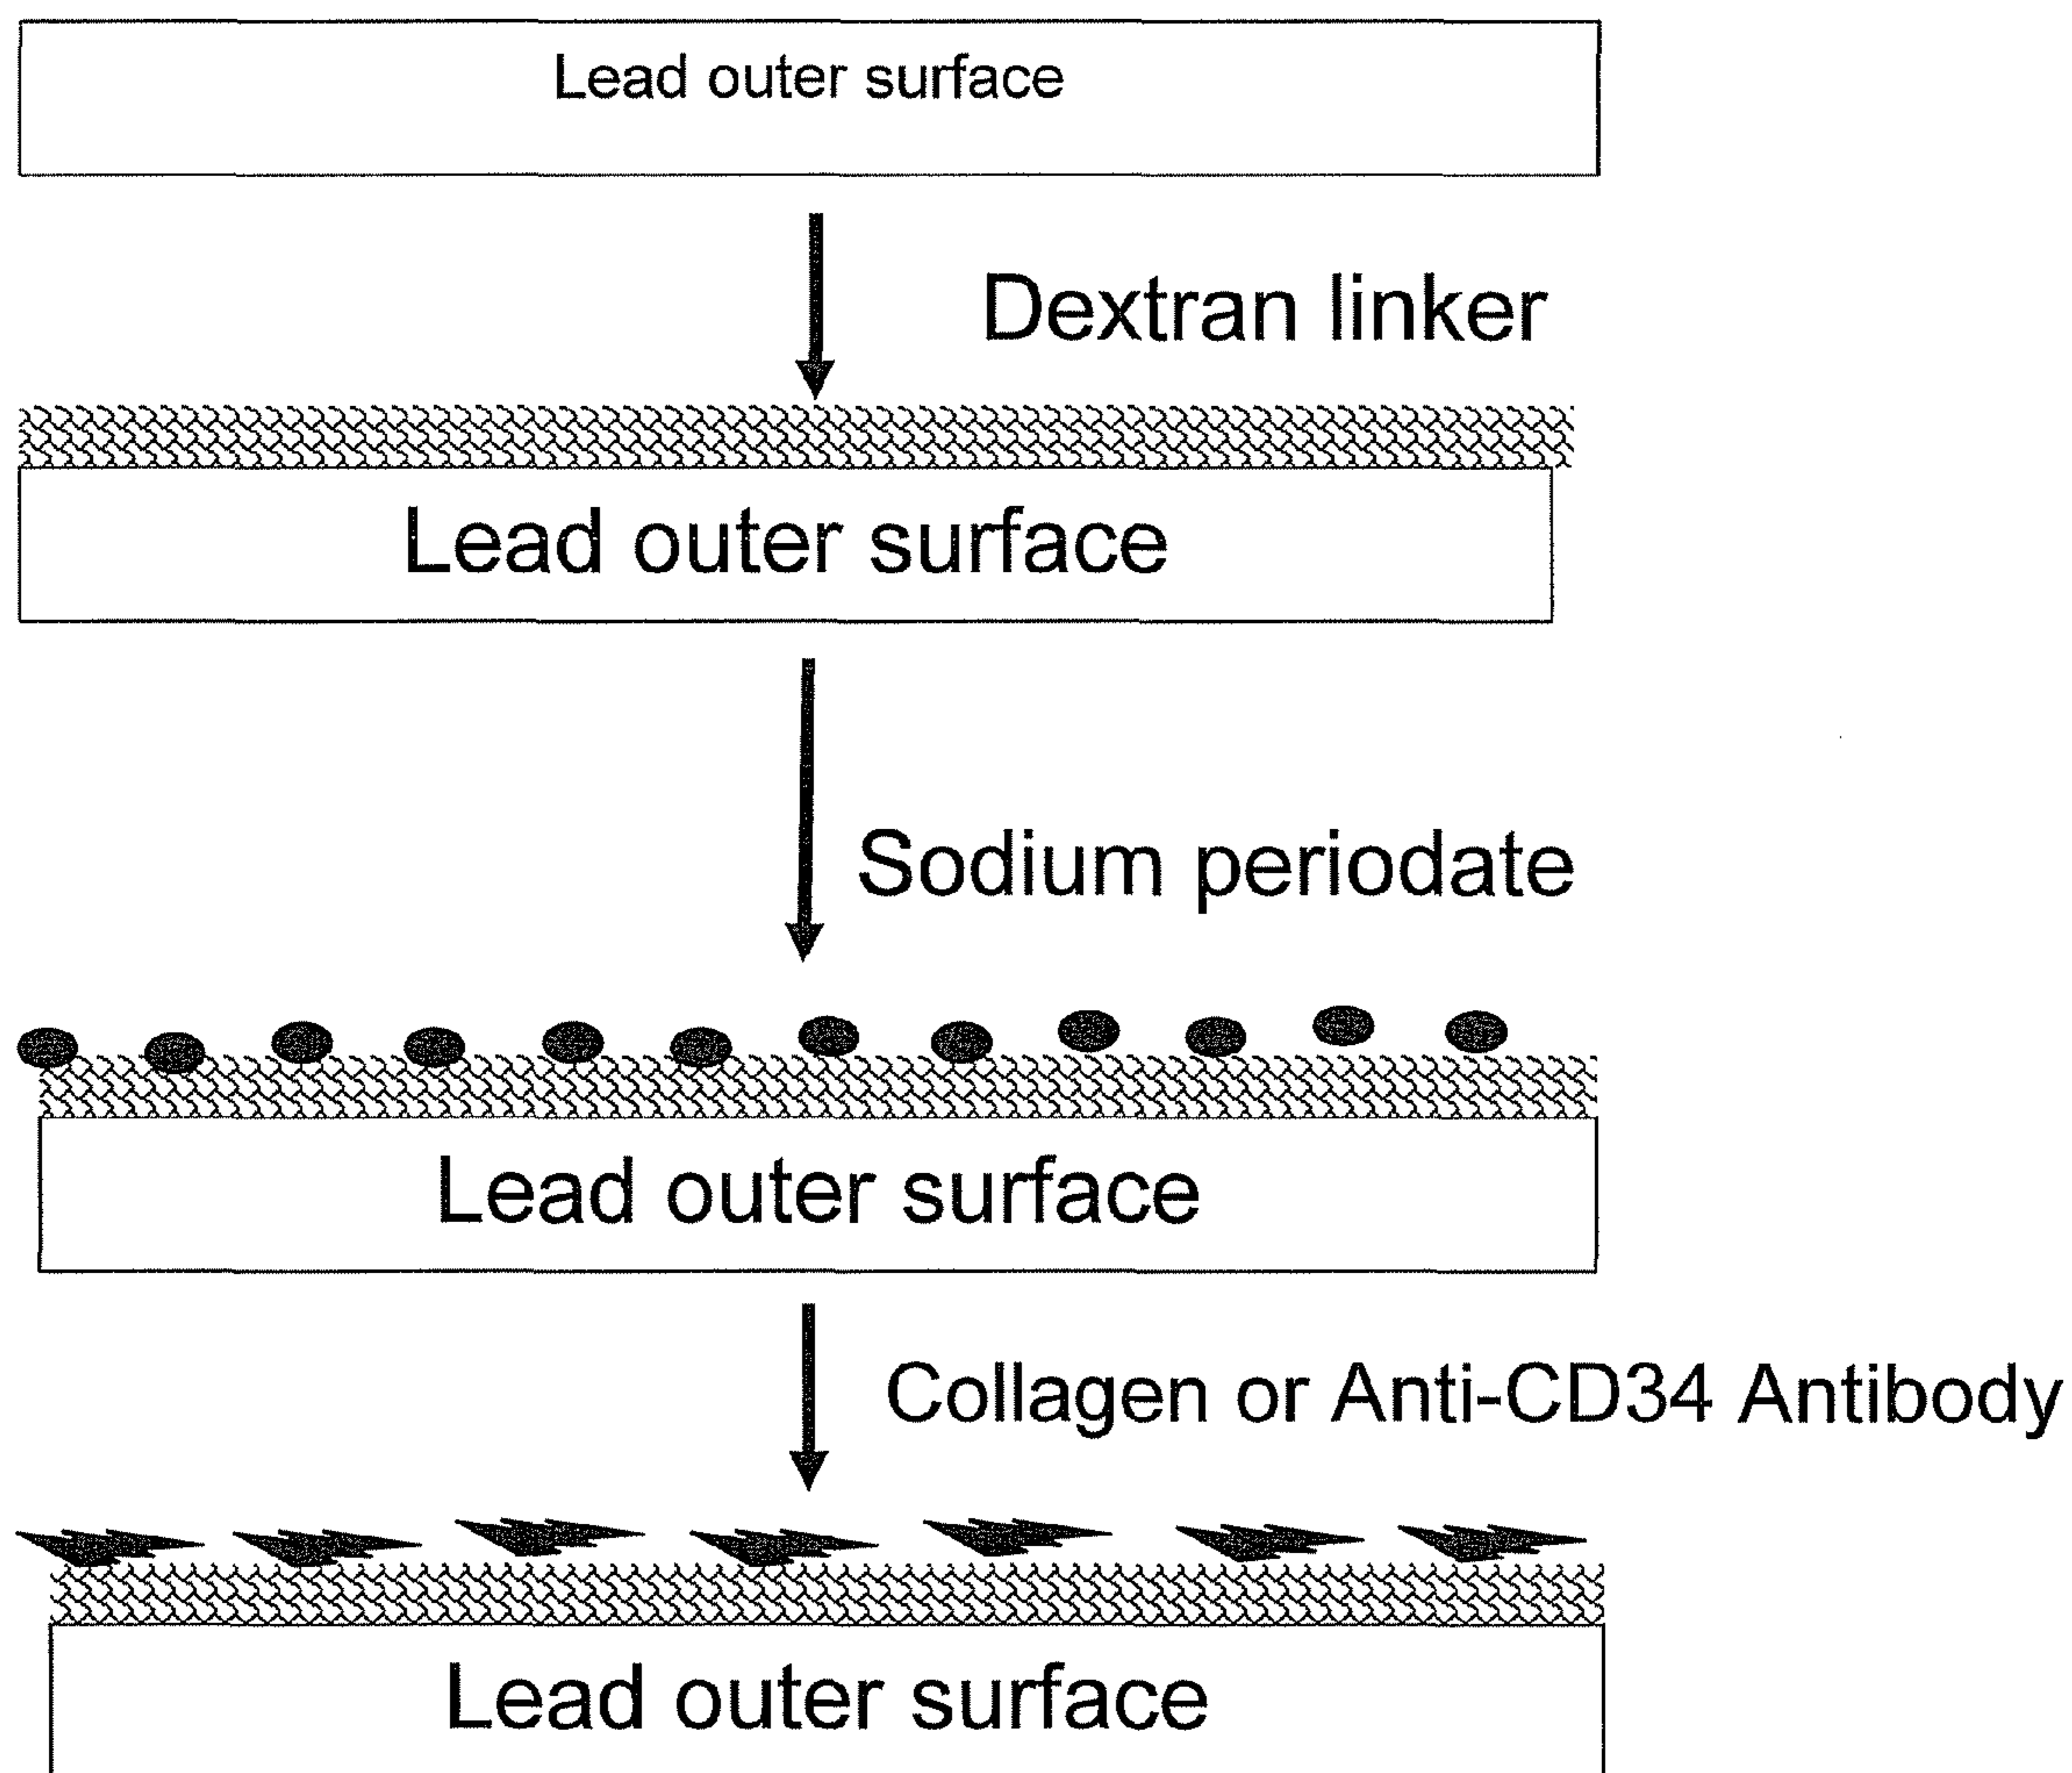 Lead outer surface
Dextran linker
Lead outer surface
Sodium periodate
Lead outer surface
Collagen or Anti-CD34 Antibody
Lead outer surface